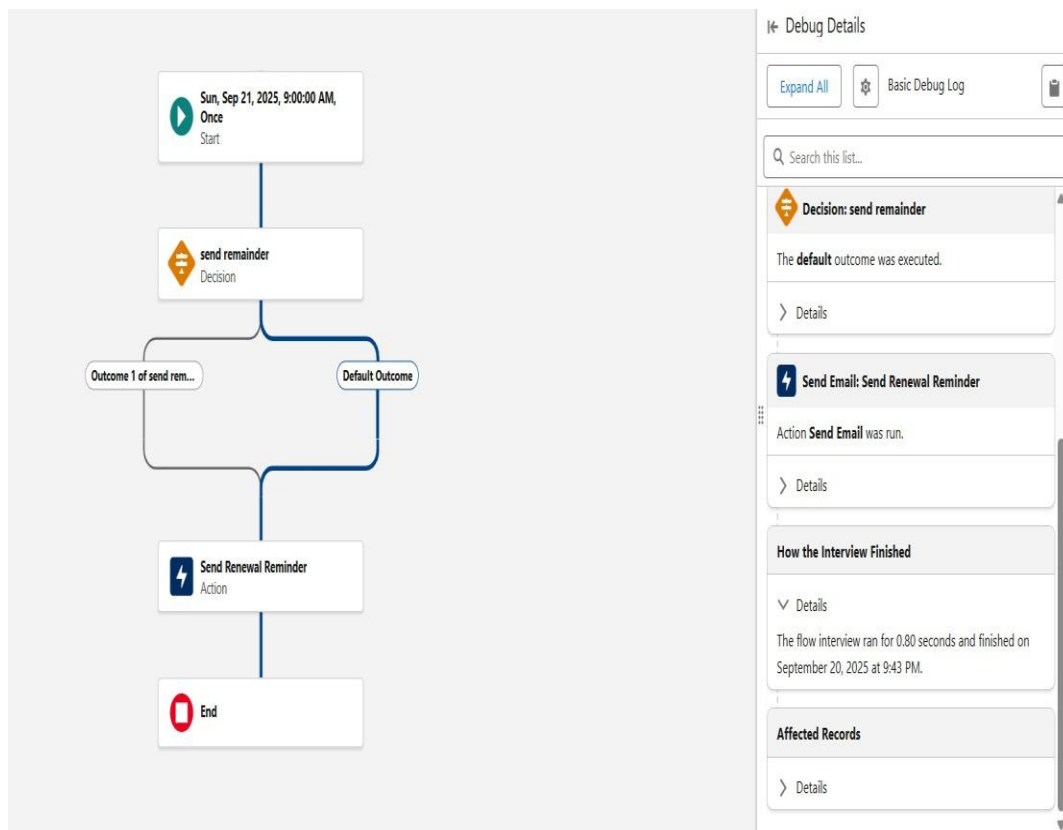 Sun, Sep 21, 2025, 9:00:00 AM,
Once
Start
send remainder
Decision
Outcome 1 of send rem...
Default Outcome
Send Renewal Reminder
Action
End
Debug Details
Expand All
Basic Debug Log
Search this list...
Decision: send remainder
The default outcome was executed.
Details
Send Email: Send Renewal Reminder
Action Send Email was run.
Details
How the Interview Finished
Details
The flow interview ran for 0.80 seconds and finished on
September 20, 2025 at 9:43 PM.
Affected Records
Details